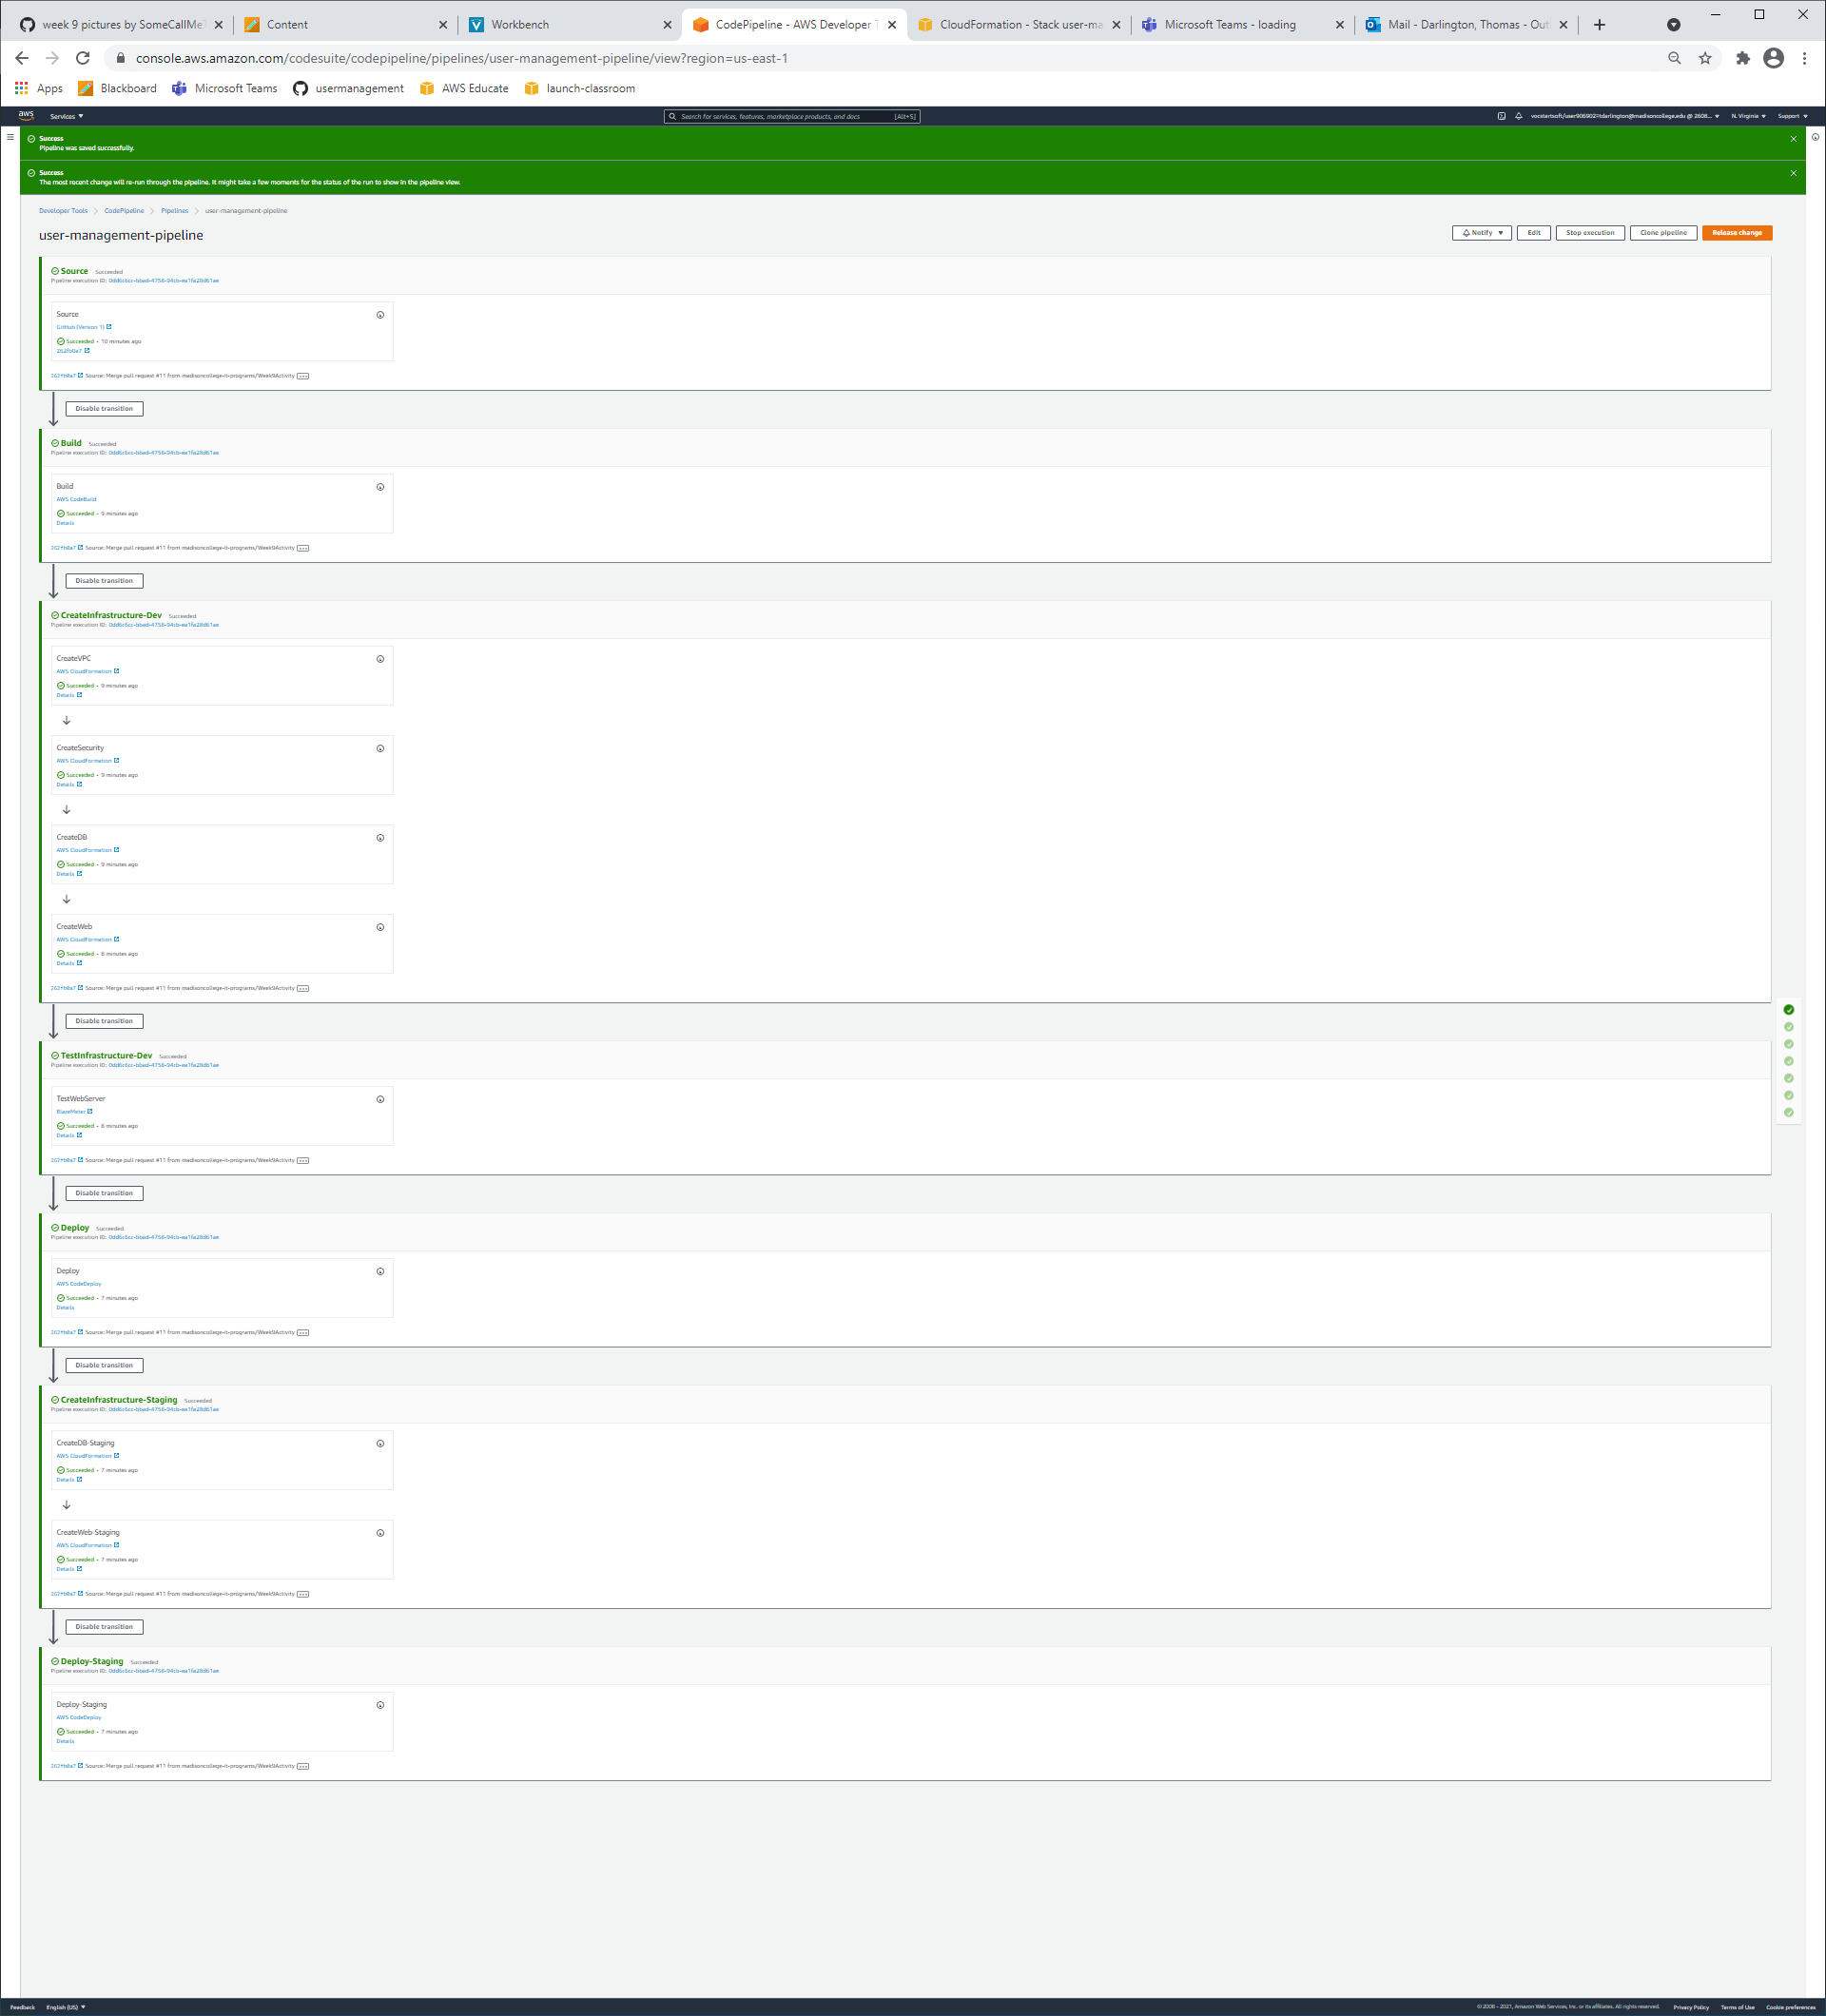 week 9 pictures by SomeCallMeT
Content
Workbench
CodePipeline - AWS Developer T
CloudFormation - Stack user-ma
Microsoft Teams - loading
Mail - Darlington, Thomas - Out
console.aws.amazon.com/codesuite/codepipeline/pipelines/user-management-pipeline/view?region=us-east-1
Apps Blackboard Microsoft Teams usermanagement AWS Educate launch-classroom
aws Services Search for services, features, marketplace products, and docs [Alt+S] vocstartsoft/user906902=tdarlington@madisoncollege.edu @ 2608... N. Virginia Support
Success
Pipeline was saved successfully.
Success
The most recent change will re-run through the pipeline. It might take a few moments for the status of the run to show in the pipeline view.
Developer Tools CodePipeline Pipelines user-management-pipeline
user-management-pipeline
Notify Edit Stop execution Clone pipeline Release change
Source Succeeded
Pipeline execution ID:
Source
GitHub (Version 1)
Succeeded - 10 minutes ago
262fb0a7
Source: Merge pull request #11 from madisoncollege-it-programs/Week9Activity
Disable transition
Build Succeeded
Pipeline execution ID:
Build
AWS CodeBuild
Succeeded - 9 minutes ago
Details
Source: Merge pull request #11 from madisoncollege-it-programs/Week9Activity
Disable transition
CreateInfrastructure-Dev Succeeded
Pipeline execution ID:
CreateVPC
AWS CloudFormation
Succeeded - 9 minutes ago
Details
CreateSecurity
AWS CloudFormation
Succeeded - 9 minutes ago
Details
CreateDB
AWS CloudFormation
Succeeded - 9 minutes ago
Details
CreateWeb
AWS CloudFormation
Succeeded - 8 minutes ago
Details
Source: Merge pull request #11 from madisoncollege-it-programs/Week9Activity
Disable transition
TestInfrastructure-Dev Succeeded
Pipeline execution ID:
TestWebServer
BlazeMeter
Succeeded - 8 minutes ago
Details
Source: Merge pull request #11 from madisoncollege-it-programs/Week9Activity
Disable transition
Deploy Succeeded
Pipeline execution ID:
Deploy
AWS CodeDeploy
Succeeded - 7 minutes ago
Details
Source: Merge pull request #11 from madisoncollege-it-programs/Week9Activity
Disable transition
CreateInfrastructure-Staging Succeeded
Pipeline execution ID:
CreateDB-Staging
AWS CloudFormation
Succeeded - 7 minutes ago
Details
CreateWeb-Staging
AWS CloudFormation
Succeeded - 7 minutes ago
Details
Source: Merge pull request #11 from madisoncollege-it-programs/Week9Activity
Disable transition
Deploy-Staging Succeeded
Pipeline execution ID:
Deploy-Staging
AWS CodeDeploy
Succeeded - 7 minutes ago
Details
Source: Merge pull request #11 from madisoncollege-it-programs/Week9Activity
Feedback English (US) © 2008 - 2021, Amazon Web Services, Inc. or its affiliates. All rights reserved. Privacy Policy Terms of Use Cookie preferences